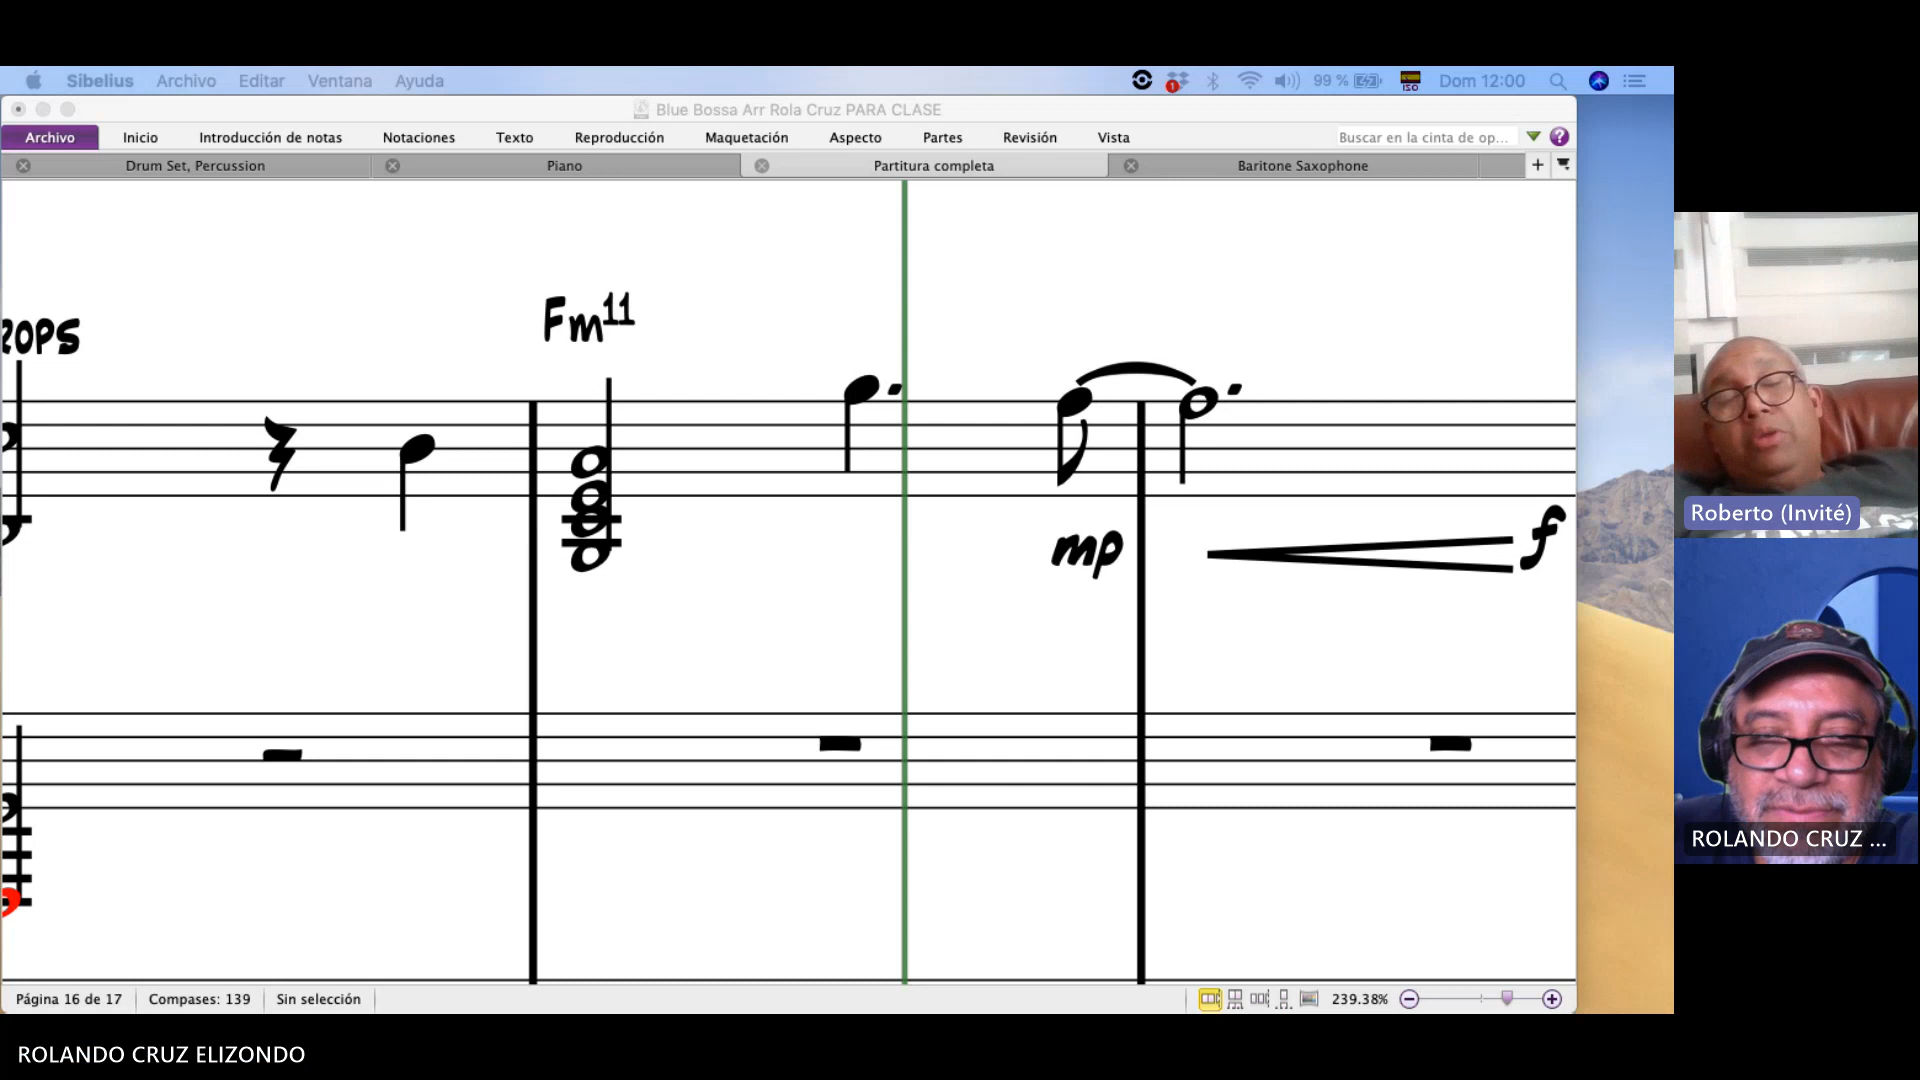 Sibelius Archivo Editar Ventana Ayuda 1 99 % ISO Dom 12:00
Blue Bossa Arr Rola Cruz PARA CLASE
Archivo Inicio Introducción de notas Notaciones Texto Reproducción Maquetación Aspecto Partes Revisión Vista Buscar en la cinta de op... ?
Drum Set, Percussion Piano Partitura completa Baritone Saxophone +
Fm11
ROPS
mp f
Roberto (Invité)
ROLANDO CRUZ ...
Página 16 de 17 Compases: 139 Sin selección 239.38%
ROLANDO CRUZ ELIZONDO